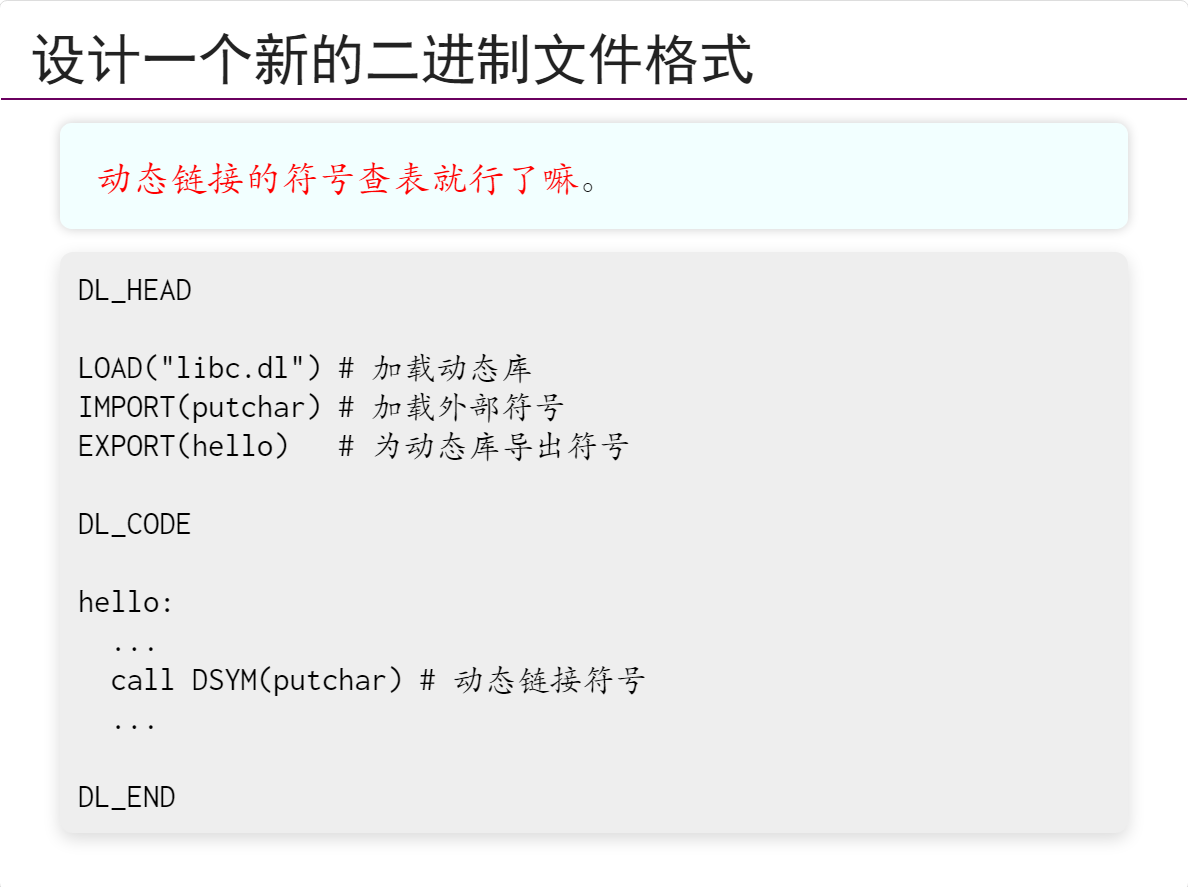 设计一个新的二进制文件格式
动态链接的符号查表就行了嘛。
DL_HEAD
LOAD("libc.dl") # 加载动态库
IMPORT(putchar) # 加载外部符号
EXPORT(hello)   # 为动态库导出符号
DL_CODE
hello:
  ...
  call DSYM(putchar) # 动态链接符号
  ...
DL_END